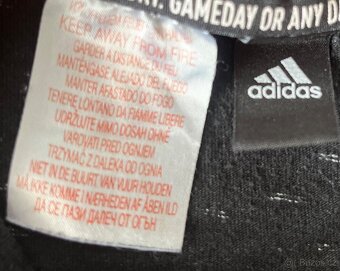 GAMEDAY OR ANY D
KEEP AWAY FROM FIRE
GARDER A DISTANCE DU FEU
MANTENGASE ALEJADO DEL FUEGO
MANTER AFASTADO DO FOGO
TENERE LONTANO DA FIAMME LIBERE
UDRŽUJTE MIMO DOSAH OHNĚ
VAROVATI PRED OGNJEM
TRZYMAĆ Z DALEKA OD OGNIA
NIET IN DE BUURT VAN VUUR HOUDEN
MÅ IKKE KOMME I NÆRHEDEN AF ÅBEN ILD
ДА СЕ ПАЗИ ДАЛЕЧ ОТ ОГЪН
adidas